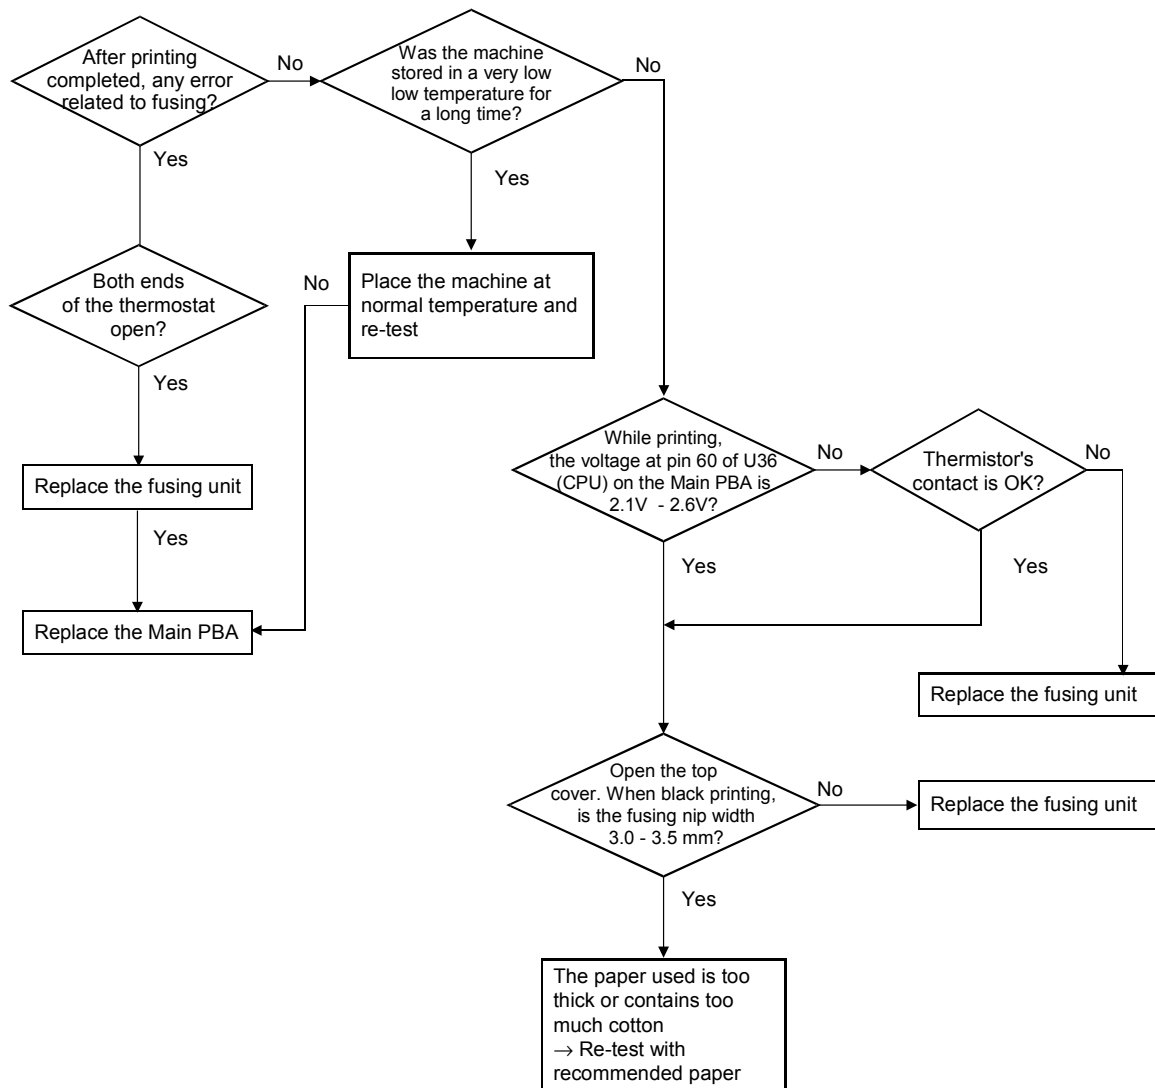 After printing
completed, any error
related to fusing?
No
Was the machine
stored in a very low
low temperature for
a long time?
No
Yes
Yes
Both ends
of the thermostat
open?
No
Place the machine at
normal temperature and
re-test
Yes
Replace the fusing unit
Yes
Replace the Main PBA
While printing,
the voltage at pin 60 of U36
(CPU) on the Main PBA is
2.1V - 2.6V?
No
Thermistor's
contact is OK?
No
Yes
Yes
Replace the fusing unit
Open the top
cover. When black printing,
is the fusing nip width
3.0 - 3.5 mm?
No
Replace the fusing unit
Yes
The paper used is too
thick or contains too
much cotton
→ Re-test with
recommended paper